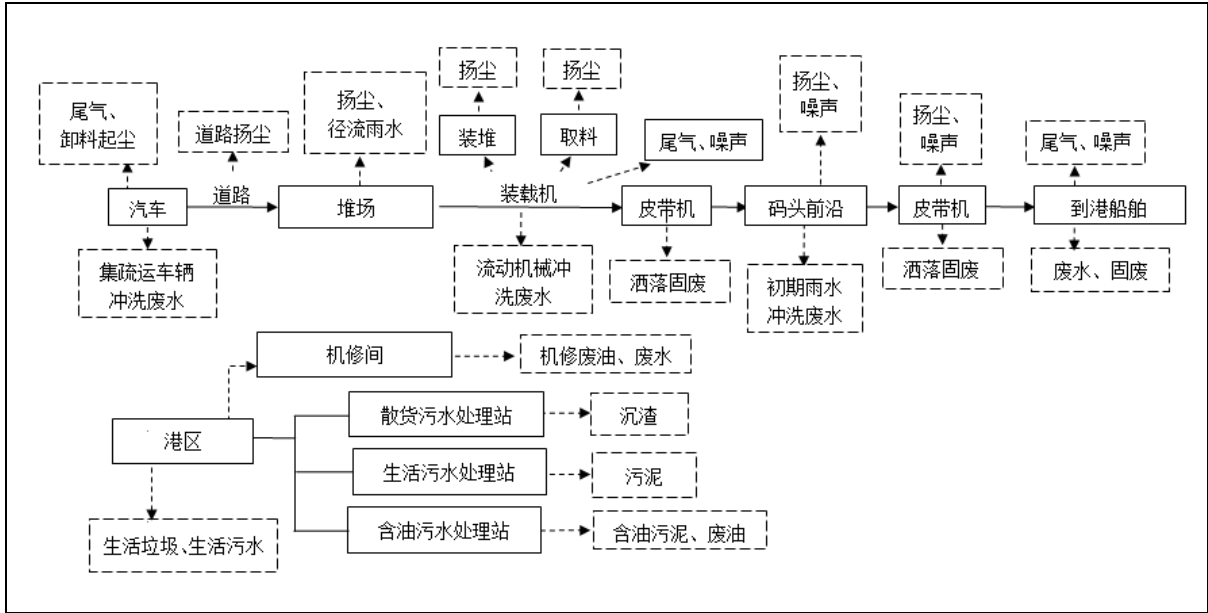 扬尘
扬尘
尾气、
卸料起尘
道路扬尘
扬尘、
径流雨水
装堆
取料
尾气、噪声
扬尘、
噪声
扬尘、
噪声
尾气、噪声
汽车
道路
堆场
装载机
皮带机
码头前沿
皮带机
到港船舶
集疏运车辆
冲洗废水
流动机械冲
洗废水
洒落固废
初期雨水
冲洗废水
洒落固废
废水、固废
机修间
机修废油、废水
港区
散货污水处理站
沉渣
生活污水处理站
污泥
含油污水处理站
含油污泥、废油
生活垃圾、生活污水